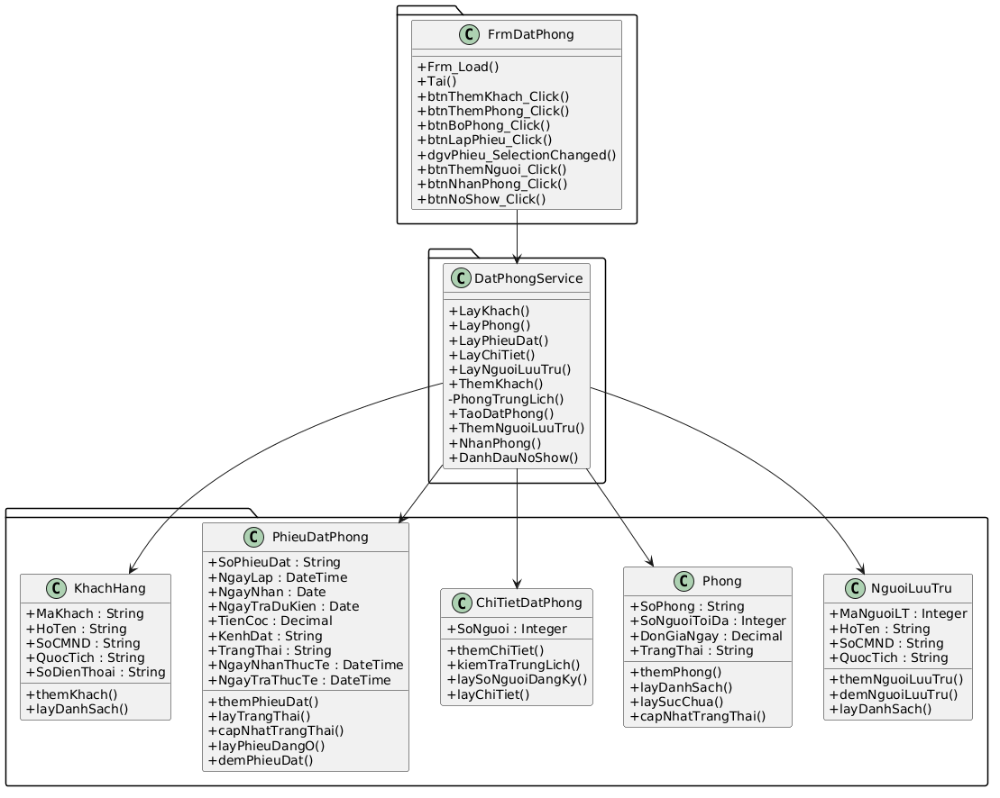 C FrmDatPhong
+Frm_Load()
+Tai()
+btnThemKhach_Click()
+btnThemPhong_Click()
+btnBoPhong_Click()
+btnLapPhieu_Click()
+dgvPhieu_SelectionChanged()
+btnThemNguoi_Click()
+btnNhanPhong_Click()
+btnNoShow_Click()
C DatPhongService
+LayKhach()
+LayPhong()
+LayPhieuDat()
+LayChiTiet()
+LayNguoiLuuTru()
+ThemKhach()
-PhongTrungLich()
+TaoDatPhong()
+ThemNguoiLuuTru()
+NhanPhong()
+DanhDauNoShow()
C KhachHang
+MaKhach : String
+HoTen : String
+SoCMND : String
+QuocTich : String
+SoDienThoai : String
+themKhach()
+layDanhSach()
C PhieuDatPhong
+SoPhieuDat : String
+NgayLap : DateTime
+NgayNhan : Date
+NgayTraDuKien : Date
+TienCoc : Decimal
+KenhDat : String
+TrangThai : String
+NgayNhanThucTe : DateTime
+NgayTraThucTe : DateTime
+themPhieuDat()
+layTrangThai()
+capNhatTrangThai()
+layPhieuDangO()
+demPhieuDat()
C ChiTietDatPhong
+SoNguoi : Integer
+themChiTiet()
+kiemTraTrungLich()
+laySoNguoiDangKy()
+layChiTiet()
C Phong
+SoPhong : String
+SoNguoiToiDa : Integer
+DonGiaNgay : Decimal
+TrangThai : String
+themPhong()
+layDanhSach()
+laySucChua()
+capNhatTrangThai()
C NguoiLuuTru
+MaNguoiLT : Integer
+HoTen : String
+SoCMND : String
+QuocTich : String
+themNguoiLuuTru()
+demNguoiLuuTru()
+layDanhSach()